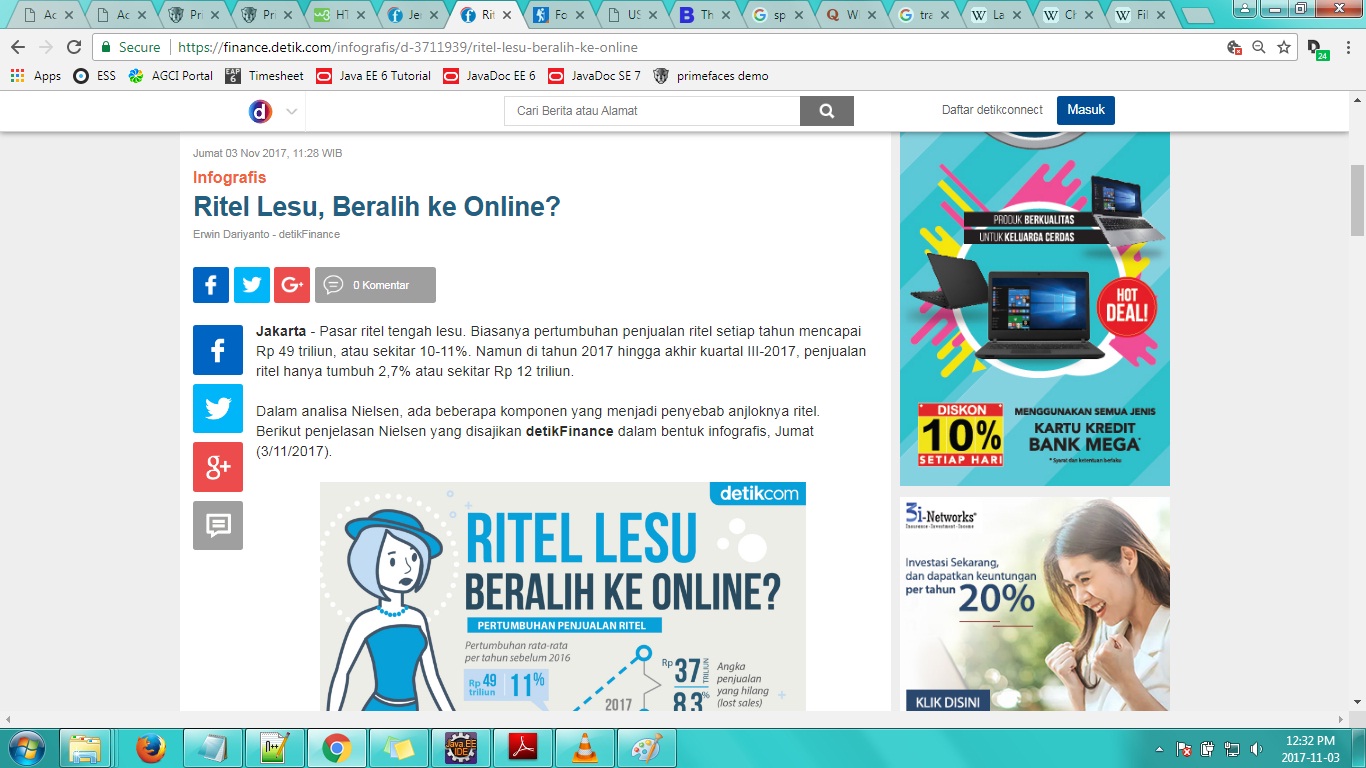 Ac
Ac
Pri
Pri
HT
Jer
Rit
Fo
US
Th
sp
W
tra
La
Ch
Fil
Secure
https://finance.detik.com/infografis/d-3711939/ritel-lesu-beralih-ke-online
24
Apps
ESS
AGCI Portal
Timesheet
Java EE 6 Tutorial
JavaDoc EE 6
JavaDoc SE 7
primefaces demo
d
Cari Berita atau Alamat
Daftar detikconnect
Masuk
Jumat 03 Nov 2017, 11:28 WIB
Infografis
Ritel Lesu, Beralih ke Online?
Erwin Dariyanto - detikFinance
0 Komentar
Jakarta - Pasar ritel tengah lesu. Biasanya pertumbuhan penjualan ritel setiap tahun mencapai
Rp 49 triliun, atau sekitar 10-11%. Namun di tahun 2017 hingga akhir kuartal III-2017, penjualan
ritel hanya tumbuh 2,7% atau sekitar Rp 12 triliun.
Dalam analisa Nielsen, ada beberapa komponen yang menjadi penyebab anjloknya ritel.
Berikut penjelasan Nielsen yang disajikan detikFinance dalam bentuk infografis, Jumat
(3/11/2017).
detikcom
RITEL LESU
BERALIH KE ONLINE?
PERTUMBUHAN PENJUALAN RITEL
Pertumbuhan rata-rata
per tahun sebelum 2016
Rp 49 triliun
11%
2017
Rp 37 TRILIUN
8,3%
Angka
penjualan
yang hilang
(lost sales)
PRODUK BERKUALITAS
UNTUK KELUARGA CERDAS
HOT
DEAL!
DISKON
10%
SETIAP HARI
MENGGUNAKAN SEMUA JENIS
KARTU KREDIT
BANK MEGA*
* Syarat dan ketentuan berlaku
3i-Networks
Insurance - Investment - Income
Investasi Sekarang,
dan dapatkan keuntungan
per tahun 20%
KLIK DISINI
Java EE
IDE
12:32 PM
2017-11-03